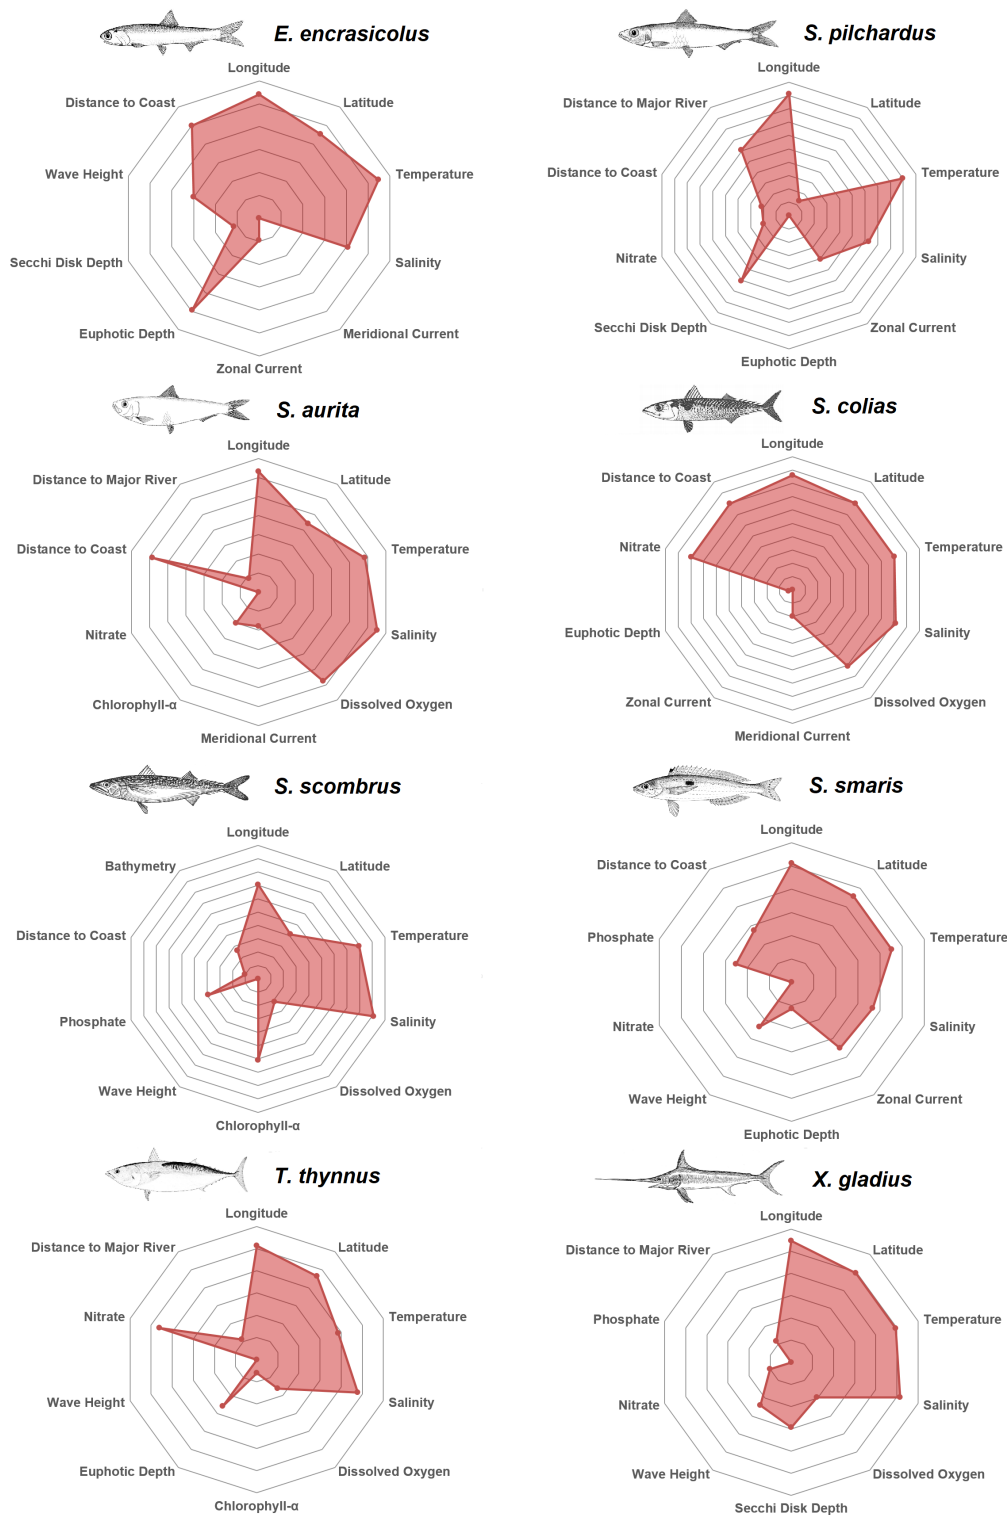 E. encrasicolus
Longitude
Latitude
Temperature
Salinity
Meridional Current
Zonal Current
Euphotic Depth
Secchi Disk Depth
Wave Height
Distance to Coast
S. pilchardus
Longitude
Latitude
Temperature
Salinity
Zonal Current
Euphotic Depth
Secchi Disk Depth
Nitrate
Distance to Coast
Distance to Major River
S. aurita
Longitude
Latitude
Temperature
Salinity
Dissolved Oxygen
Meridional Current
Chlorophyll-α
Nitrate
Distance to Coast
Distance to Major River
S. colias
Longitude
Latitude
Temperature
Salinity
Dissolved Oxygen
Meridional Current
Zonal Current
Euphotic Depth
Nitrate
Distance to Coast
S. scombrus
Longitude
Latitude
Temperature
Salinity
Dissolved Oxygen
Chlorophyll-α
Wave Height
Phosphate
Distance to Coast
Bathymetry
S. smaris
Longitude
Latitude
Temperature
Salinity
Zonal Current
Euphotic Depth
Wave Height
Nitrate
Phosphate
Distance to Coast
T. thynnus
Longitude
Latitude
Temperature
Salinity
Dissolved Oxygen
Chlorophyll-α
Euphotic Depth
Wave Height
Nitrate
Distance to Major River
X. gladius
Longitude
Latitude
Temperature
Salinity
Dissolved Oxygen
Secchi Disk Depth
Wave Height
Nitrate
Phosphate
Distance to Major River